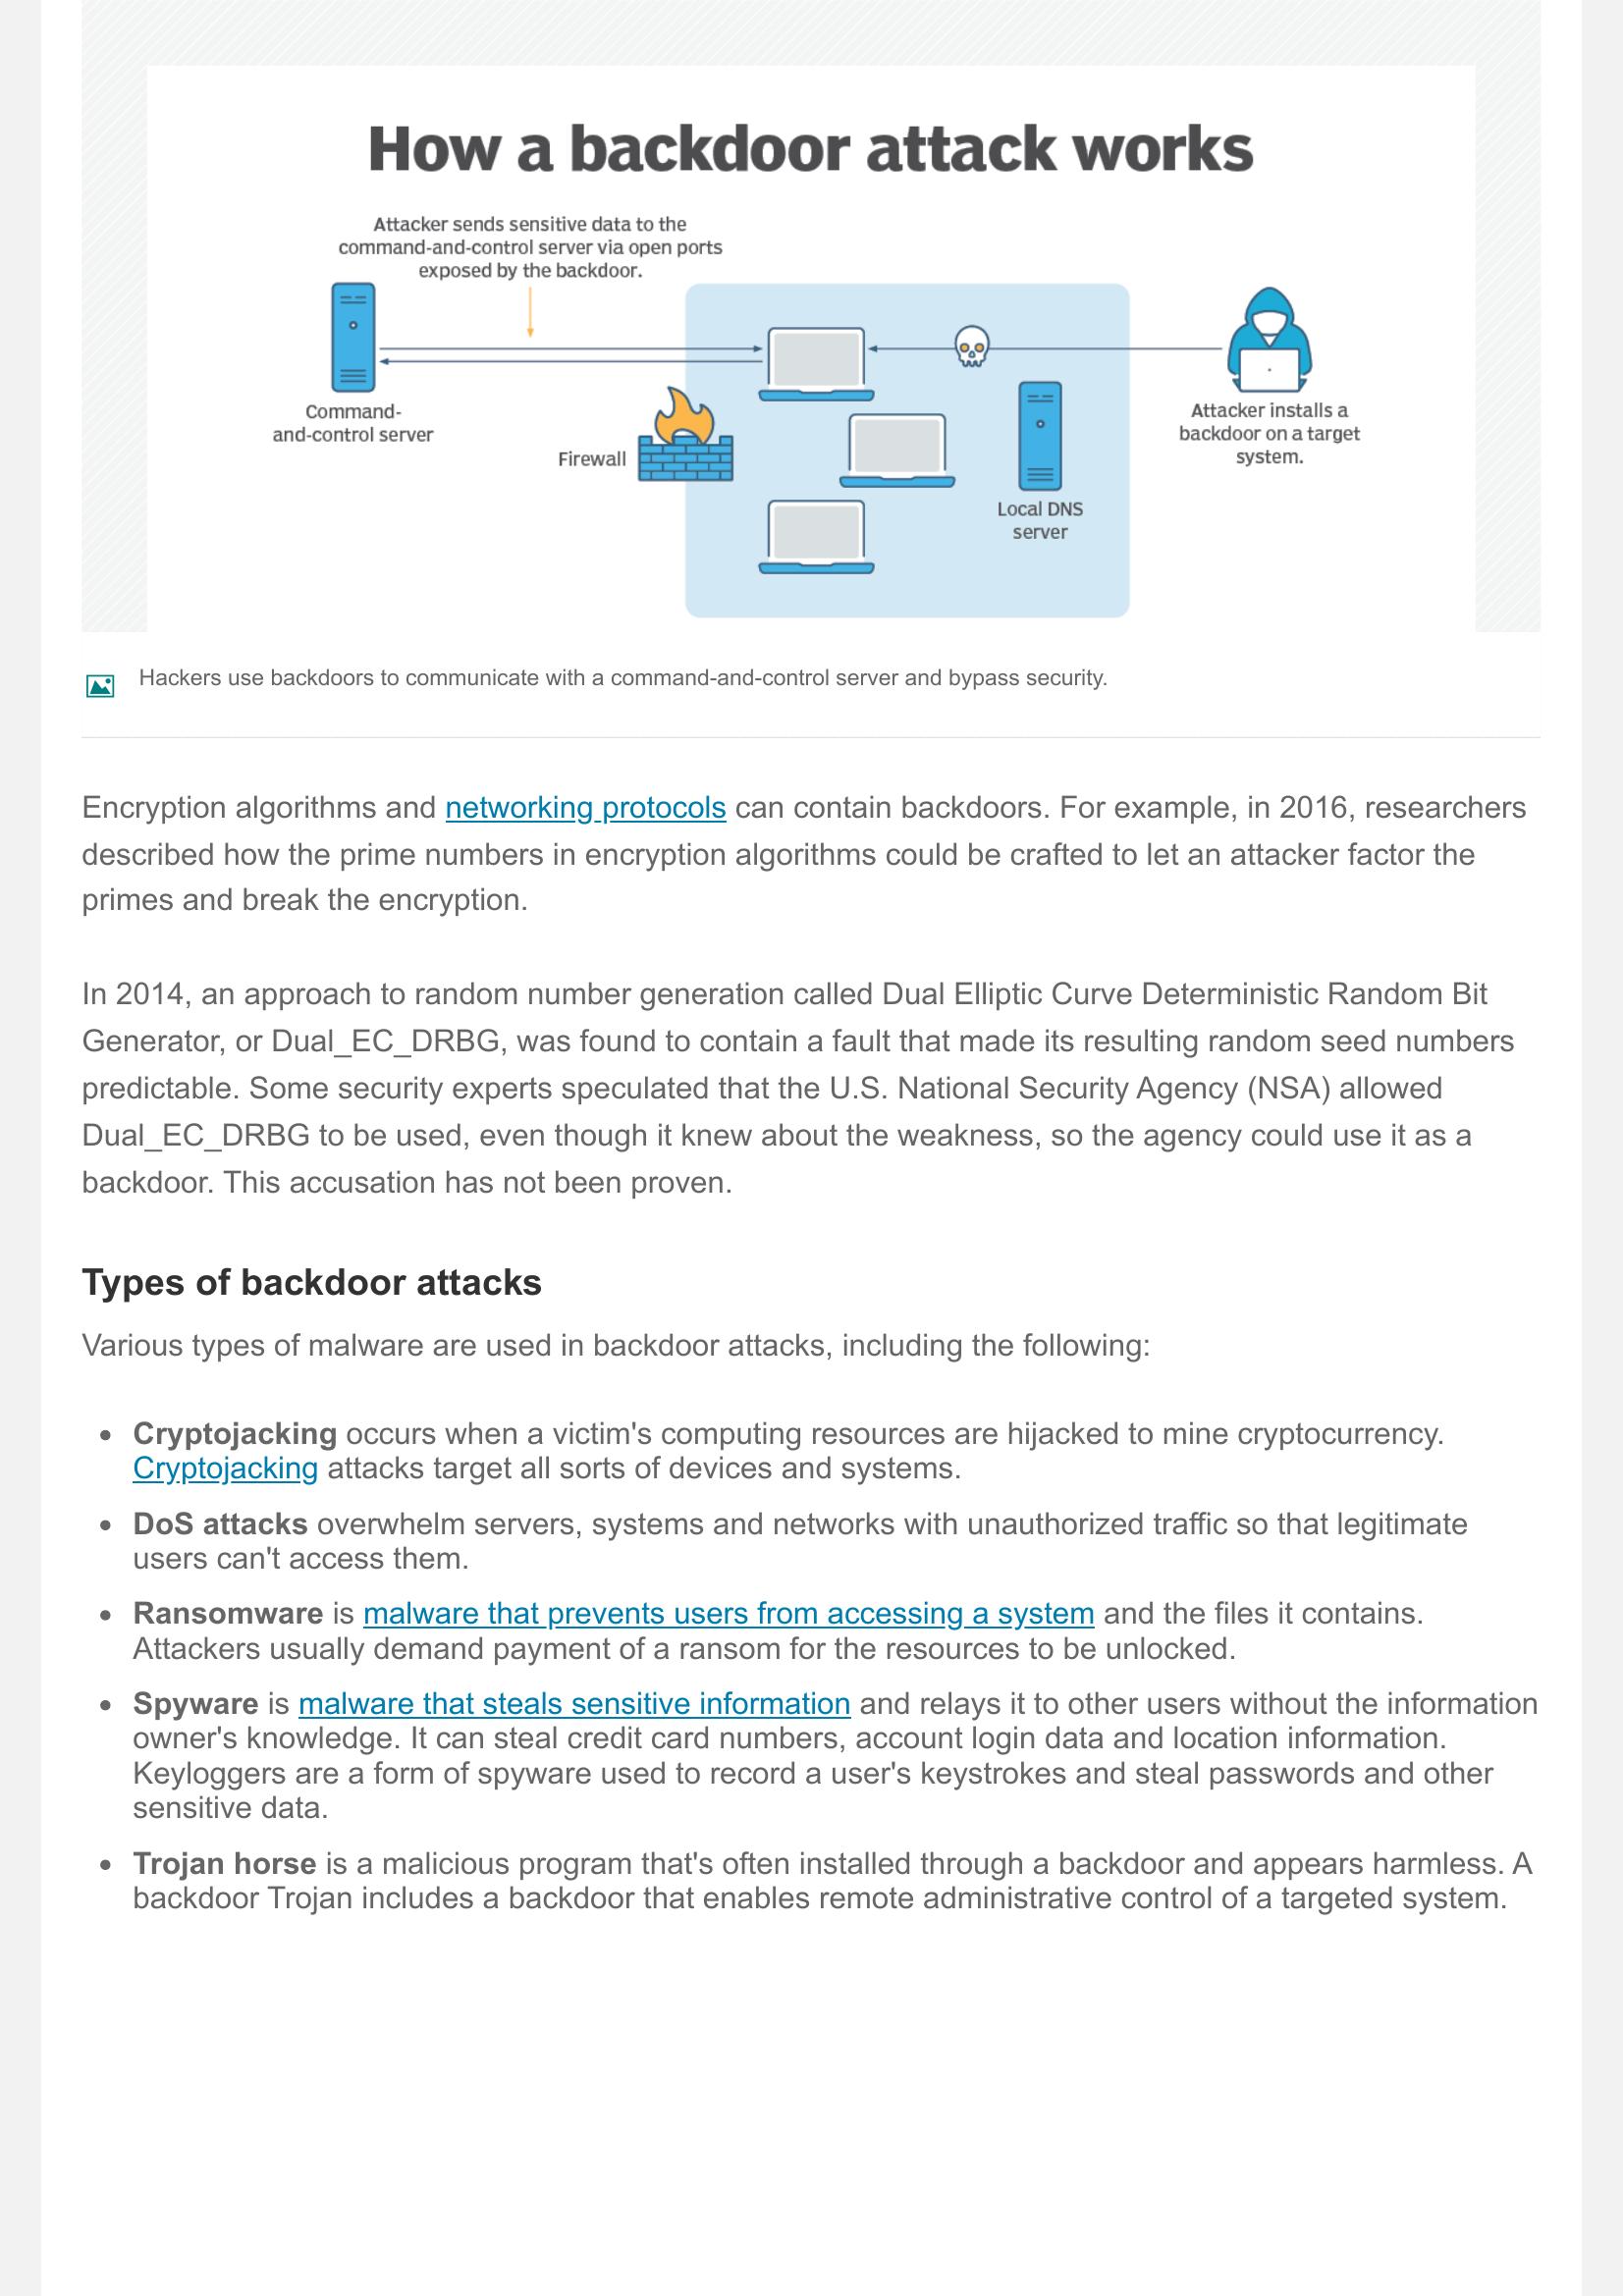 How a backdoor attack works
Attacker sends sensitive data to the
command-and-control server via open ports
exposed by the backdoor.
Command-
and-control server
Firewall
Local DNS
server
Attacker installs a
backdoor on a target
system.
Hackers use backdoors to communicate with a command-and-control server and bypass security.
Encryption algorithms and networking protocols can contain backdoors. For example, in 2016, researchers
described how the prime numbers in encryption algorithms could be crafted to let an attacker factor the
primes and break the encryption.
In 2014, an approach to random number generation called Dual Elliptic Curve Deterministic Random Bit
Generator, or Dual_EC_DRBG, was found to contain a fault that made its resulting random seed numbers
predictable. Some security experts speculated that the U.S. National Security Agency (NSA) allowed
Dual_EC_DRBG to be used, even though it knew about the weakness, so the agency could use it as a
backdoor. This accusation has not been proven.
Types of backdoor attacks
Various types of malware are used in backdoor attacks, including the following:
• Cryptojacking occurs when a victim's computing resources are hijacked to mine cryptocurrency.
Cryptojacking attacks target all sorts of devices and systems.
• DoS attacks overwhelm servers, systems and networks with unauthorized traffic so that legitimate
users can't access them.
• Ransomware is malware that prevents users from accessing a system and the files it contains.
Attackers usually demand payment of a ransom for the resources to be unlocked.
• Spyware is malware that steals sensitive information and relays it to other users without the information
owner's knowledge. It can steal credit card numbers, account login data and location information.
Keyloggers are a form of spyware used to record a user's keystrokes and steal passwords and other
sensitive data.
• Trojan horse is a malicious program that's often installed through a backdoor and appears harmless. A
backdoor Trojan includes a backdoor that enables remote administrative control of a targeted system.